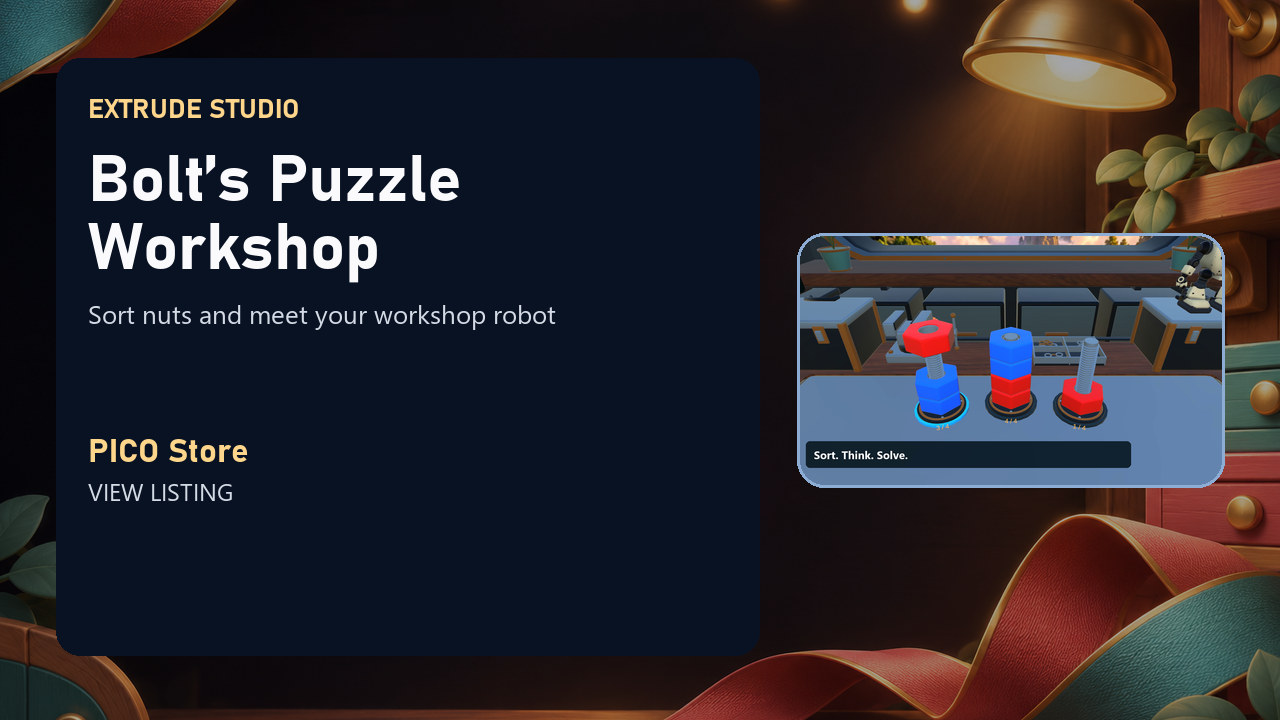 EXTRUDE STUDIO
Bolt’s Puzzle
Workshop
Sort nuts and meet your workshop robot
PICO Store
VIEW LISTING
Sort. Think. Solve.